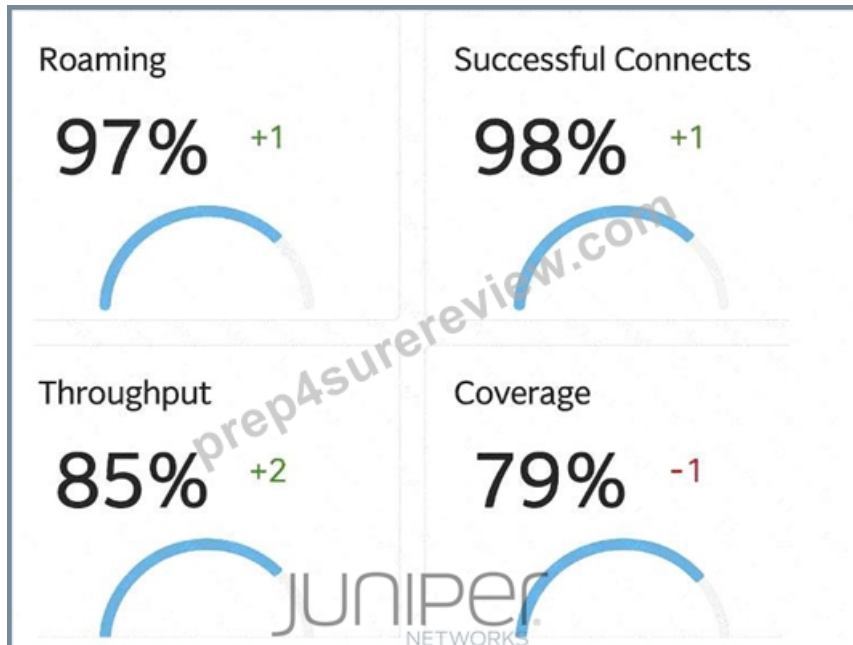 Roaming
97% +1
Successful Connects
98% +1
Throughput
85% +2
Coverage
79% -1
prep4surereview.com
JUNIPER
NETWORKS